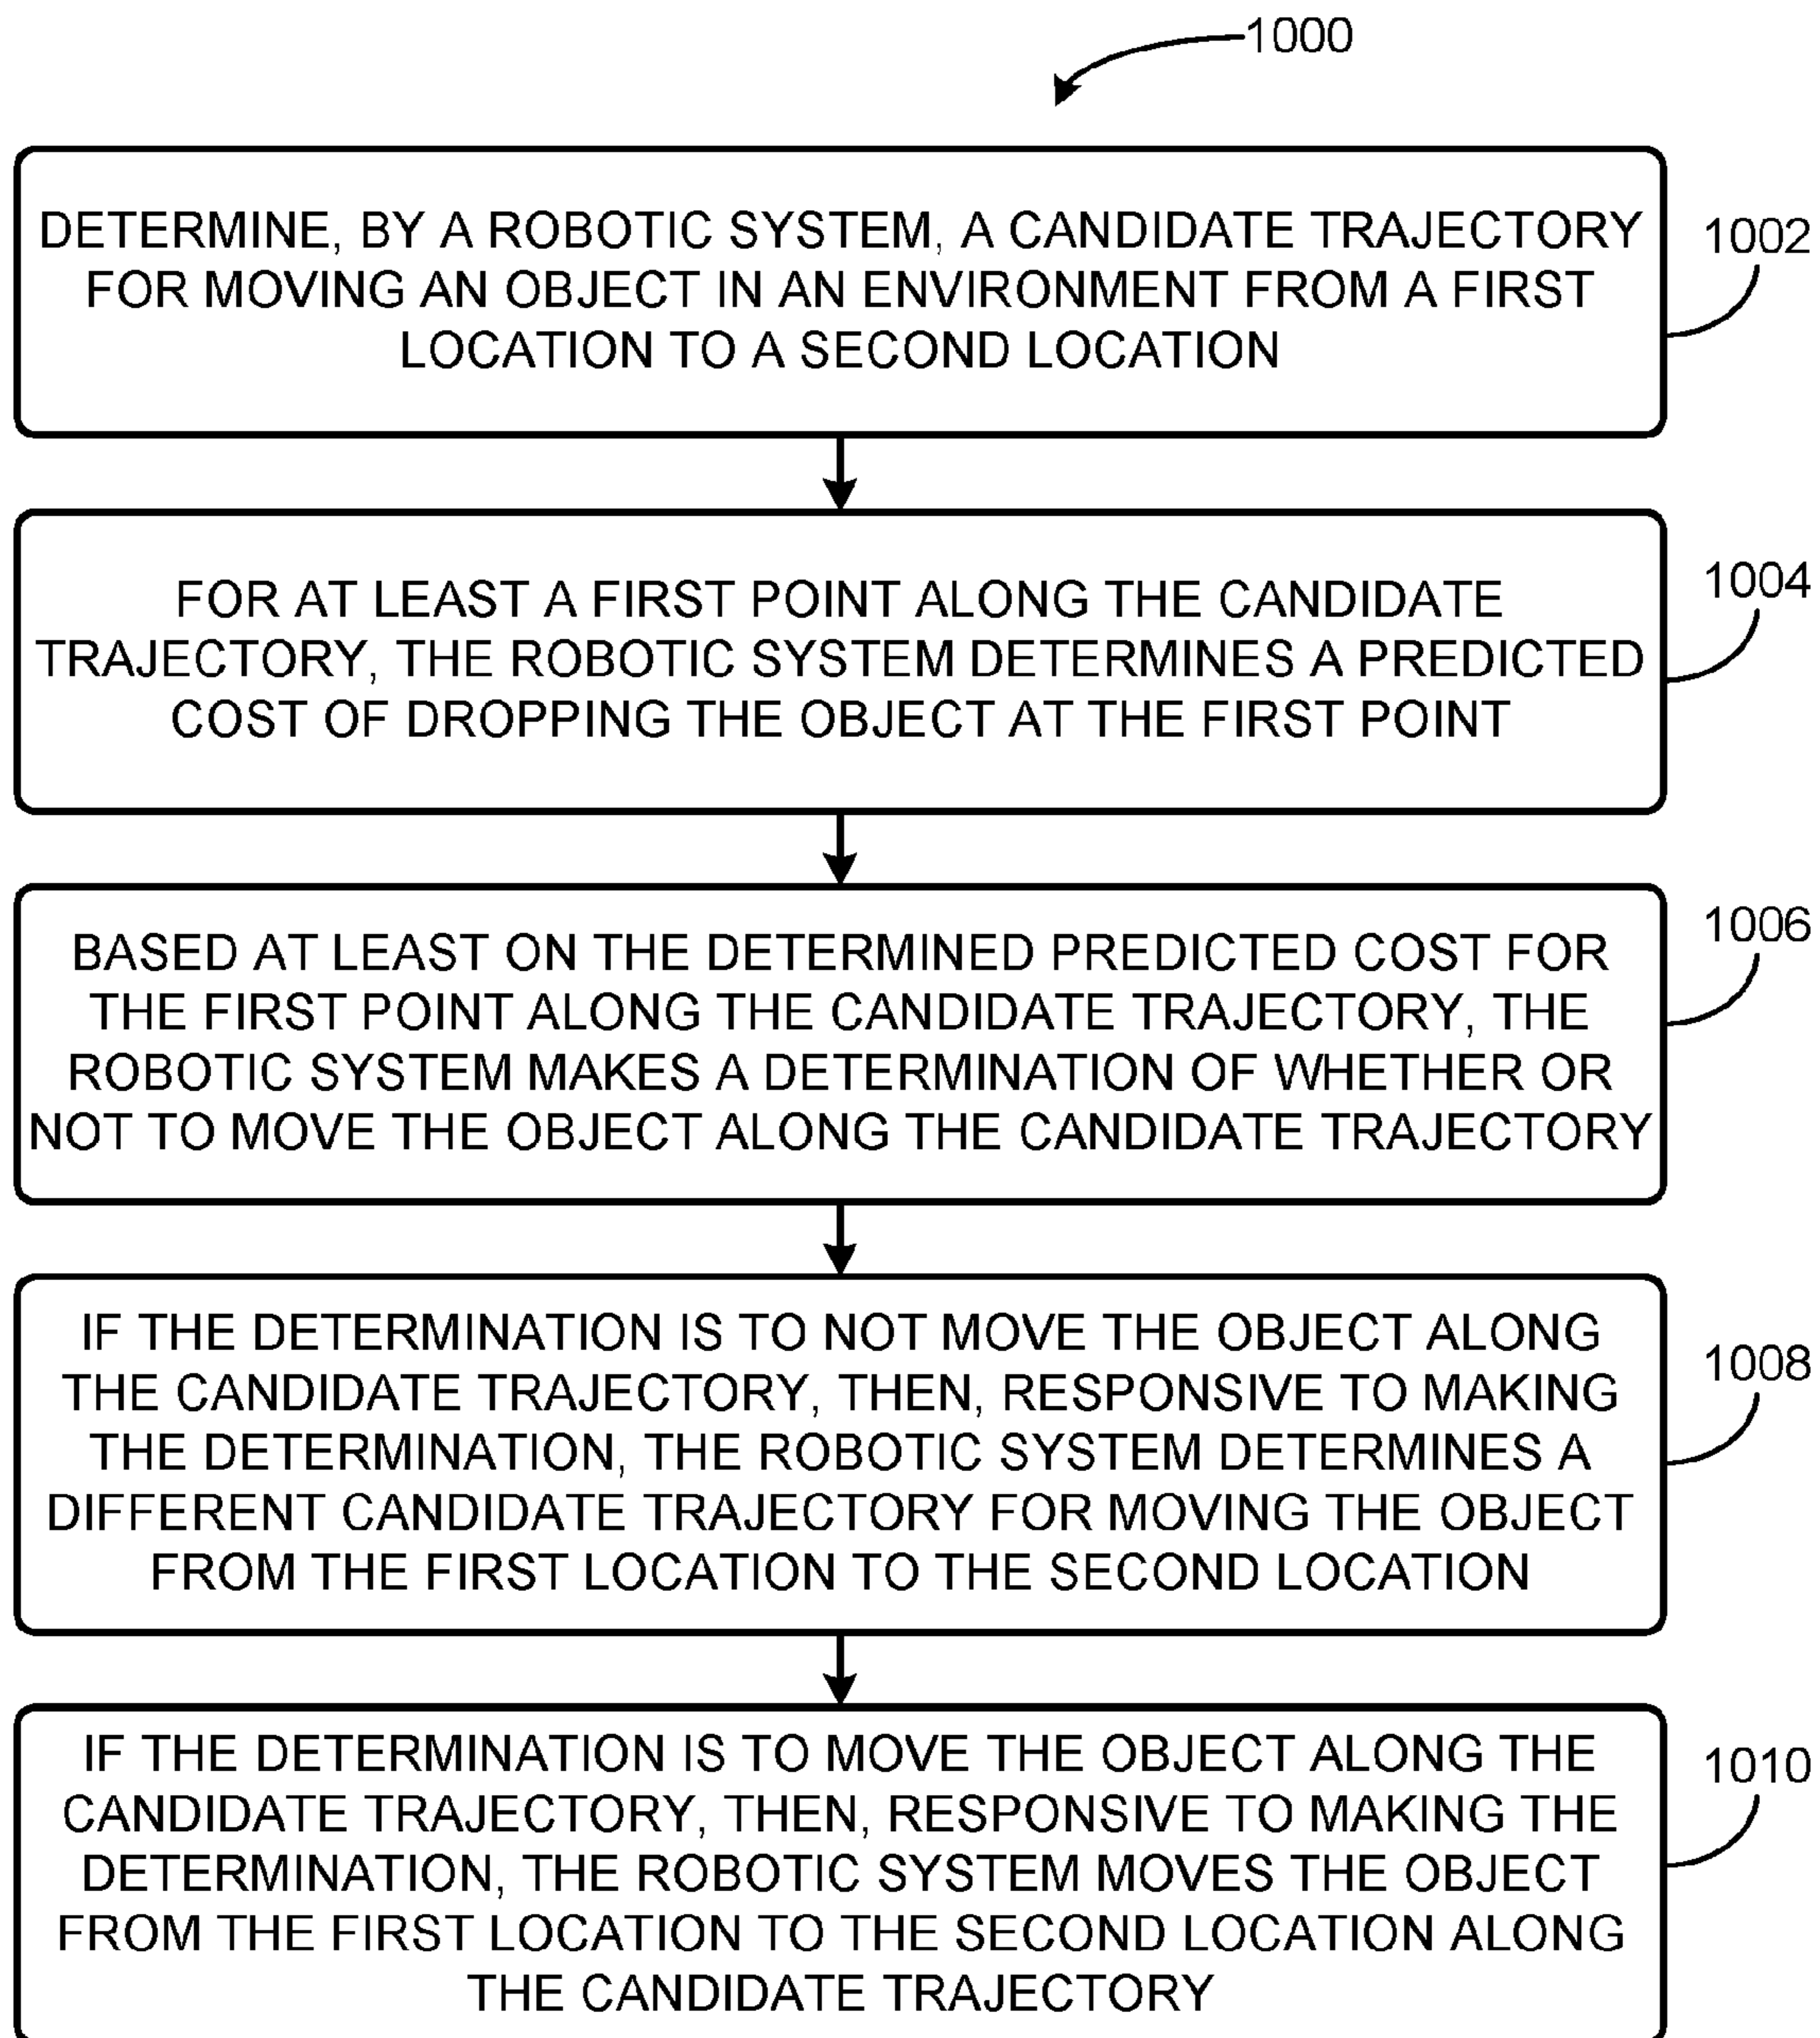 1000
DETERMINE, BY A ROBOTIC SYSTEM, A CANDIDATE TRAJECTORY
FOR MOVING AN OBJECT IN AN ENVIRONMENT FROM A FIRST
LOCATION TO A SECOND LOCATION
1002
FOR AT LEAST A FIRST POINT ALONG THE CANDIDATE
TRAJECTORY, THE ROBOTIC SYSTEM DETERMINES A PREDICTED
COST OF DROPPING THE OBJECT AT THE FIRST POINT
1004
BASED AT LEAST ON THE DETERMINED PREDICTED COST FOR
THE FIRST POINT ALONG THE CANDIDATE TRAJECTORY, THE
ROBOTIC SYSTEM MAKES A DETERMINATION OF WHETHER OR
NOT TO MOVE THE OBJECT ALONG THE CANDIDATE TRAJECTORY
1006
IF THE DETERMINATION IS TO NOT MOVE THE OBJECT ALONG
THE CANDIDATE TRAJECTORY, THEN, RESPONSIVE TO MAKING
THE DETERMINATION, THE ROBOTIC SYSTEM DETERMINES A
DIFFERENT CANDIDATE TRAJECTORY FOR MOVING THE OBJECT
FROM THE FIRST LOCATION TO THE SECOND LOCATION
1008
IF THE DETERMINATION IS TO MOVE THE OBJECT ALONG THE
CANDIDATE TRAJECTORY, THEN, RESPONSIVE TO MAKING THE
DETERMINATION, THE ROBOTIC SYSTEM MOVES THE OBJECT
FROM THE FIRST LOCATION TO THE SECOND LOCATION ALONG
THE CANDIDATE TRAJECTORY
1010